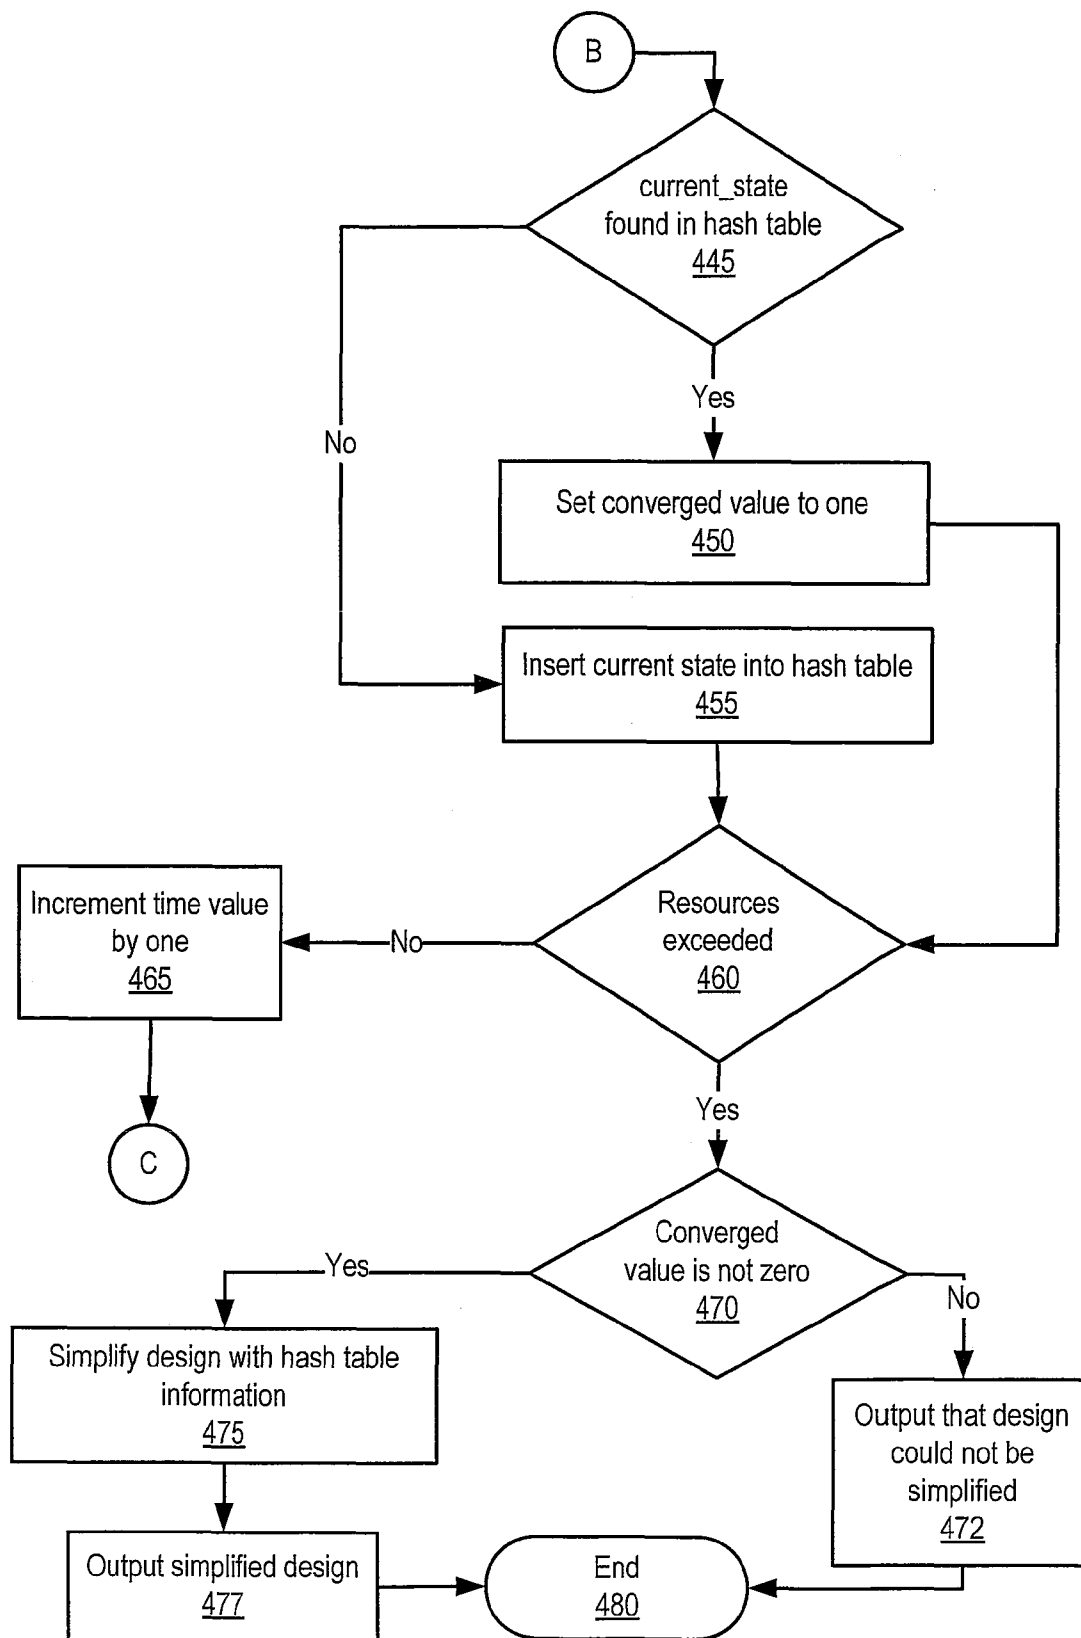 B
current_state
found in hash table
445
Yes
No
Set converged value to one
450
Insert current state into hash table
455
Resources
exceeded
460
No
Increment time value
by one
465
Yes
C
Converged
value is not zero
470
Yes
No
Simplify design with hash table
information
475
Output that design
could not be
simplified
472
Output simplified design
477
End
480